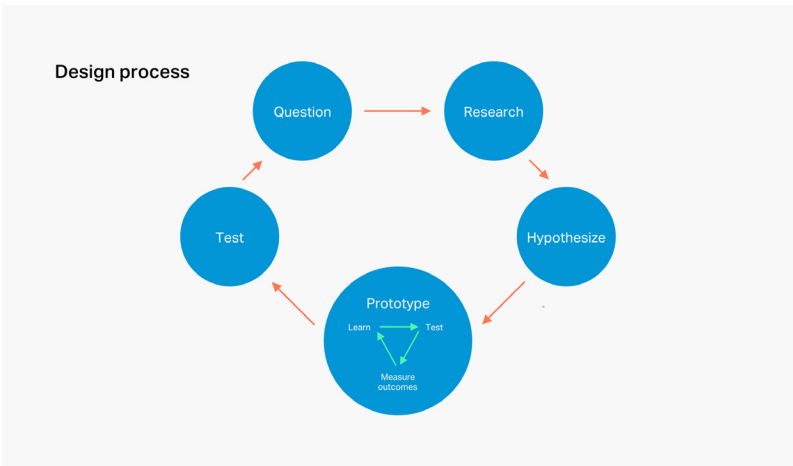 Design process
Question
Research
Test
Hypothesize
Prototype
Learn
Test
Measure
outcomes